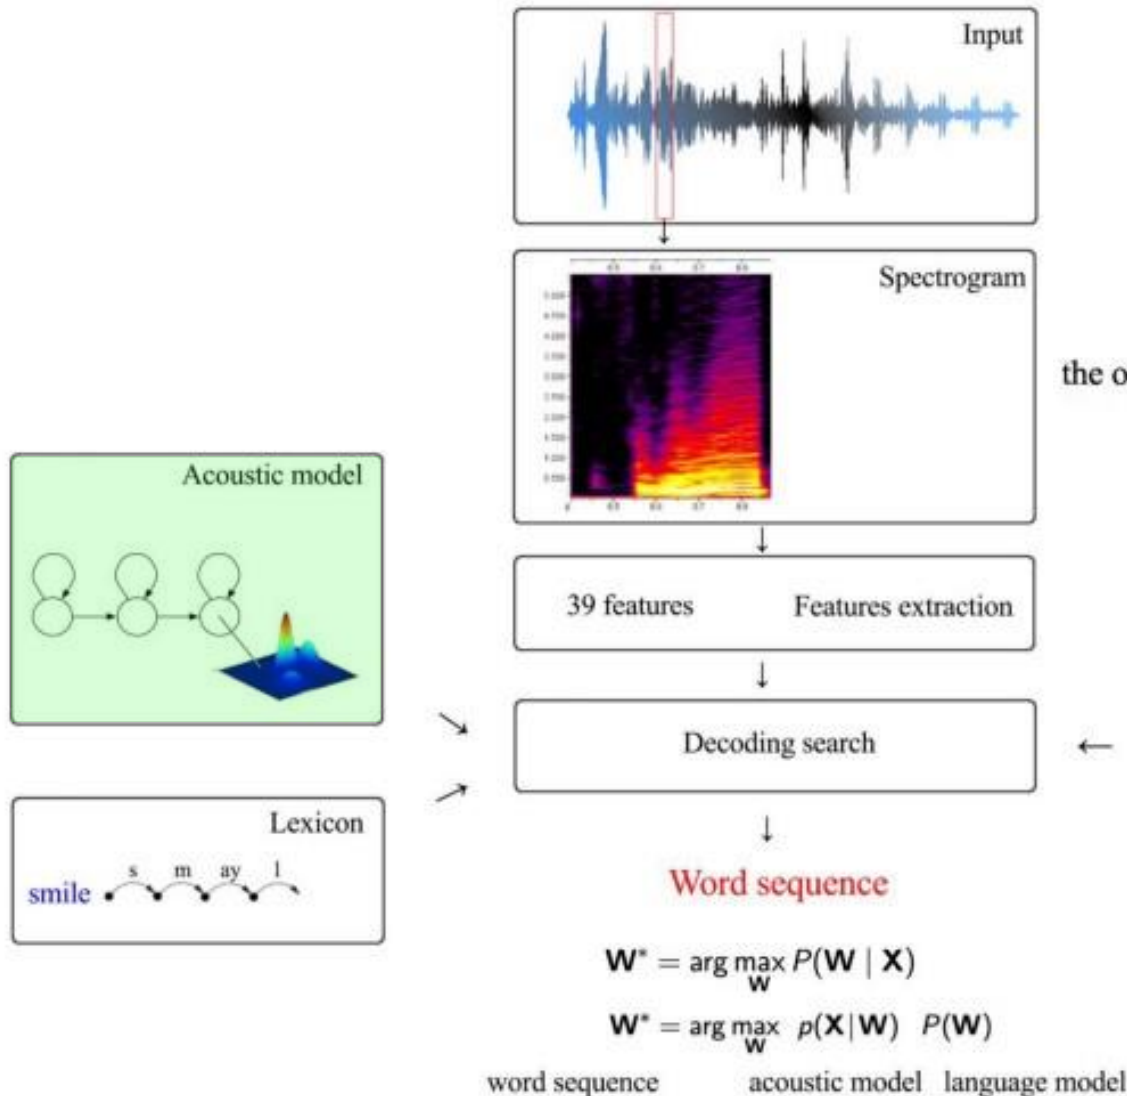 Input
Spectrogram
the o
Acoustic model
39 features Features extraction
Decoding search
←
Lexicon
s m ay l
smile
Word sequence
W* = arg max P(W | X)
W
W* = arg max p(X|W) P(W)
W
word sequence acoustic model language model